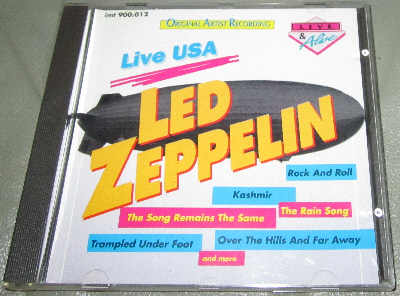 imt 900.012
ORIGINAL ARTIST RECORDING
LIVE
& Alive
Live USA
LED
ZEPPELIN
Rock And Roll
Kashmir
The Song Remains The Same
The Rain Song
Trampled Under Foot
Over The Hills And Far Away
and more